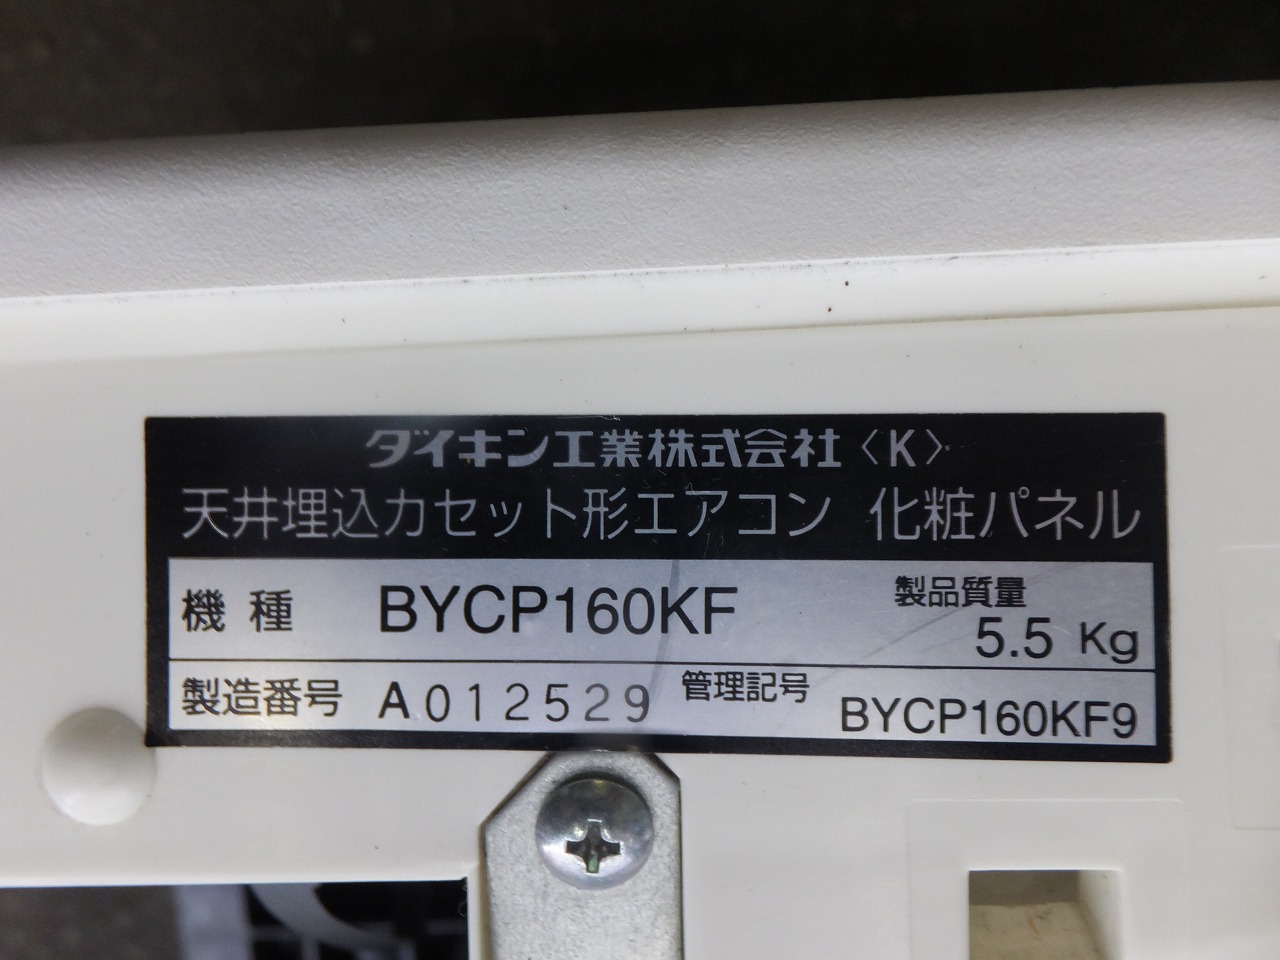 ダイキン工業株式会社〈K〉
天井埋込カセット形エアコン 化粧パネル
機種 BYCP160KF 製品質量 5.5 Kg
製造番号 A012529 管理記号 BYCP160KF9